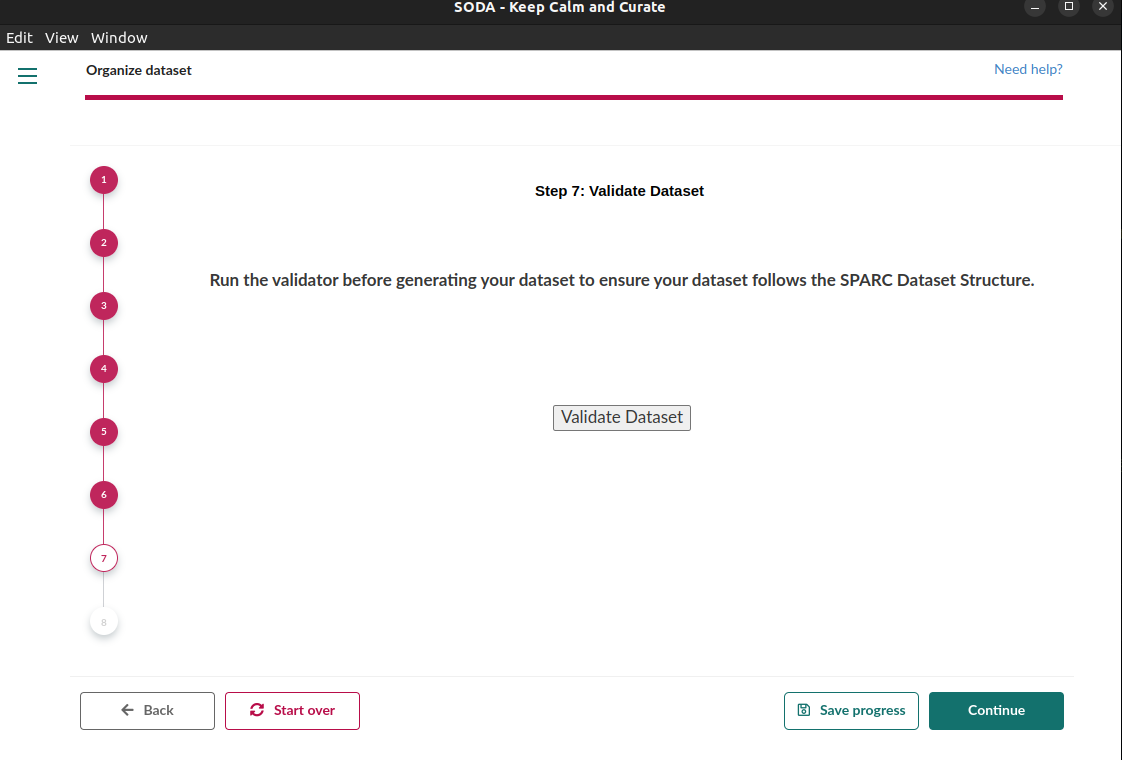 SODA - Keep Calm and Curate
Edit View Window
Organize dataset
Need help?
1
Step 7: Validate Dataset
2
Run the validator before generating your dataset to ensure your dataset follows the SPARC Dataset Structure.
3
4
Validate Dataset
5
6
7
8
Back
Start over
Save progress
Continue